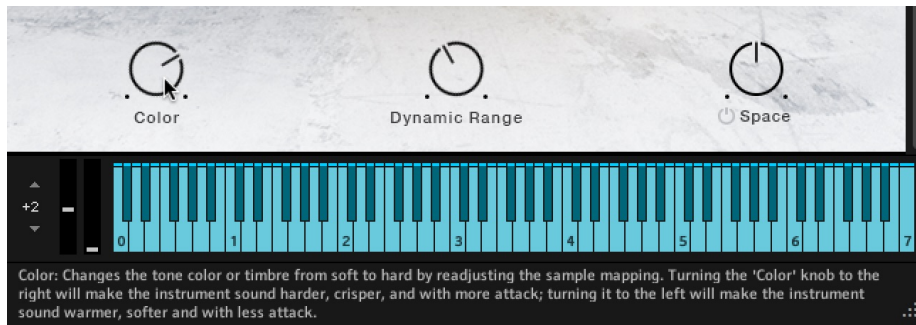 Color Dynamic Range Space
+2
0 1 2 3 4 5 6 7
Color: Changes the tone color or timbre from soft to hard by readjusting the sample mapping. Turning the 'Color' knob to the
right will make the instrument sound harder, crisper, and with more attack; turning it to the left will make the instrument
sound warmer, softer and with less attack.